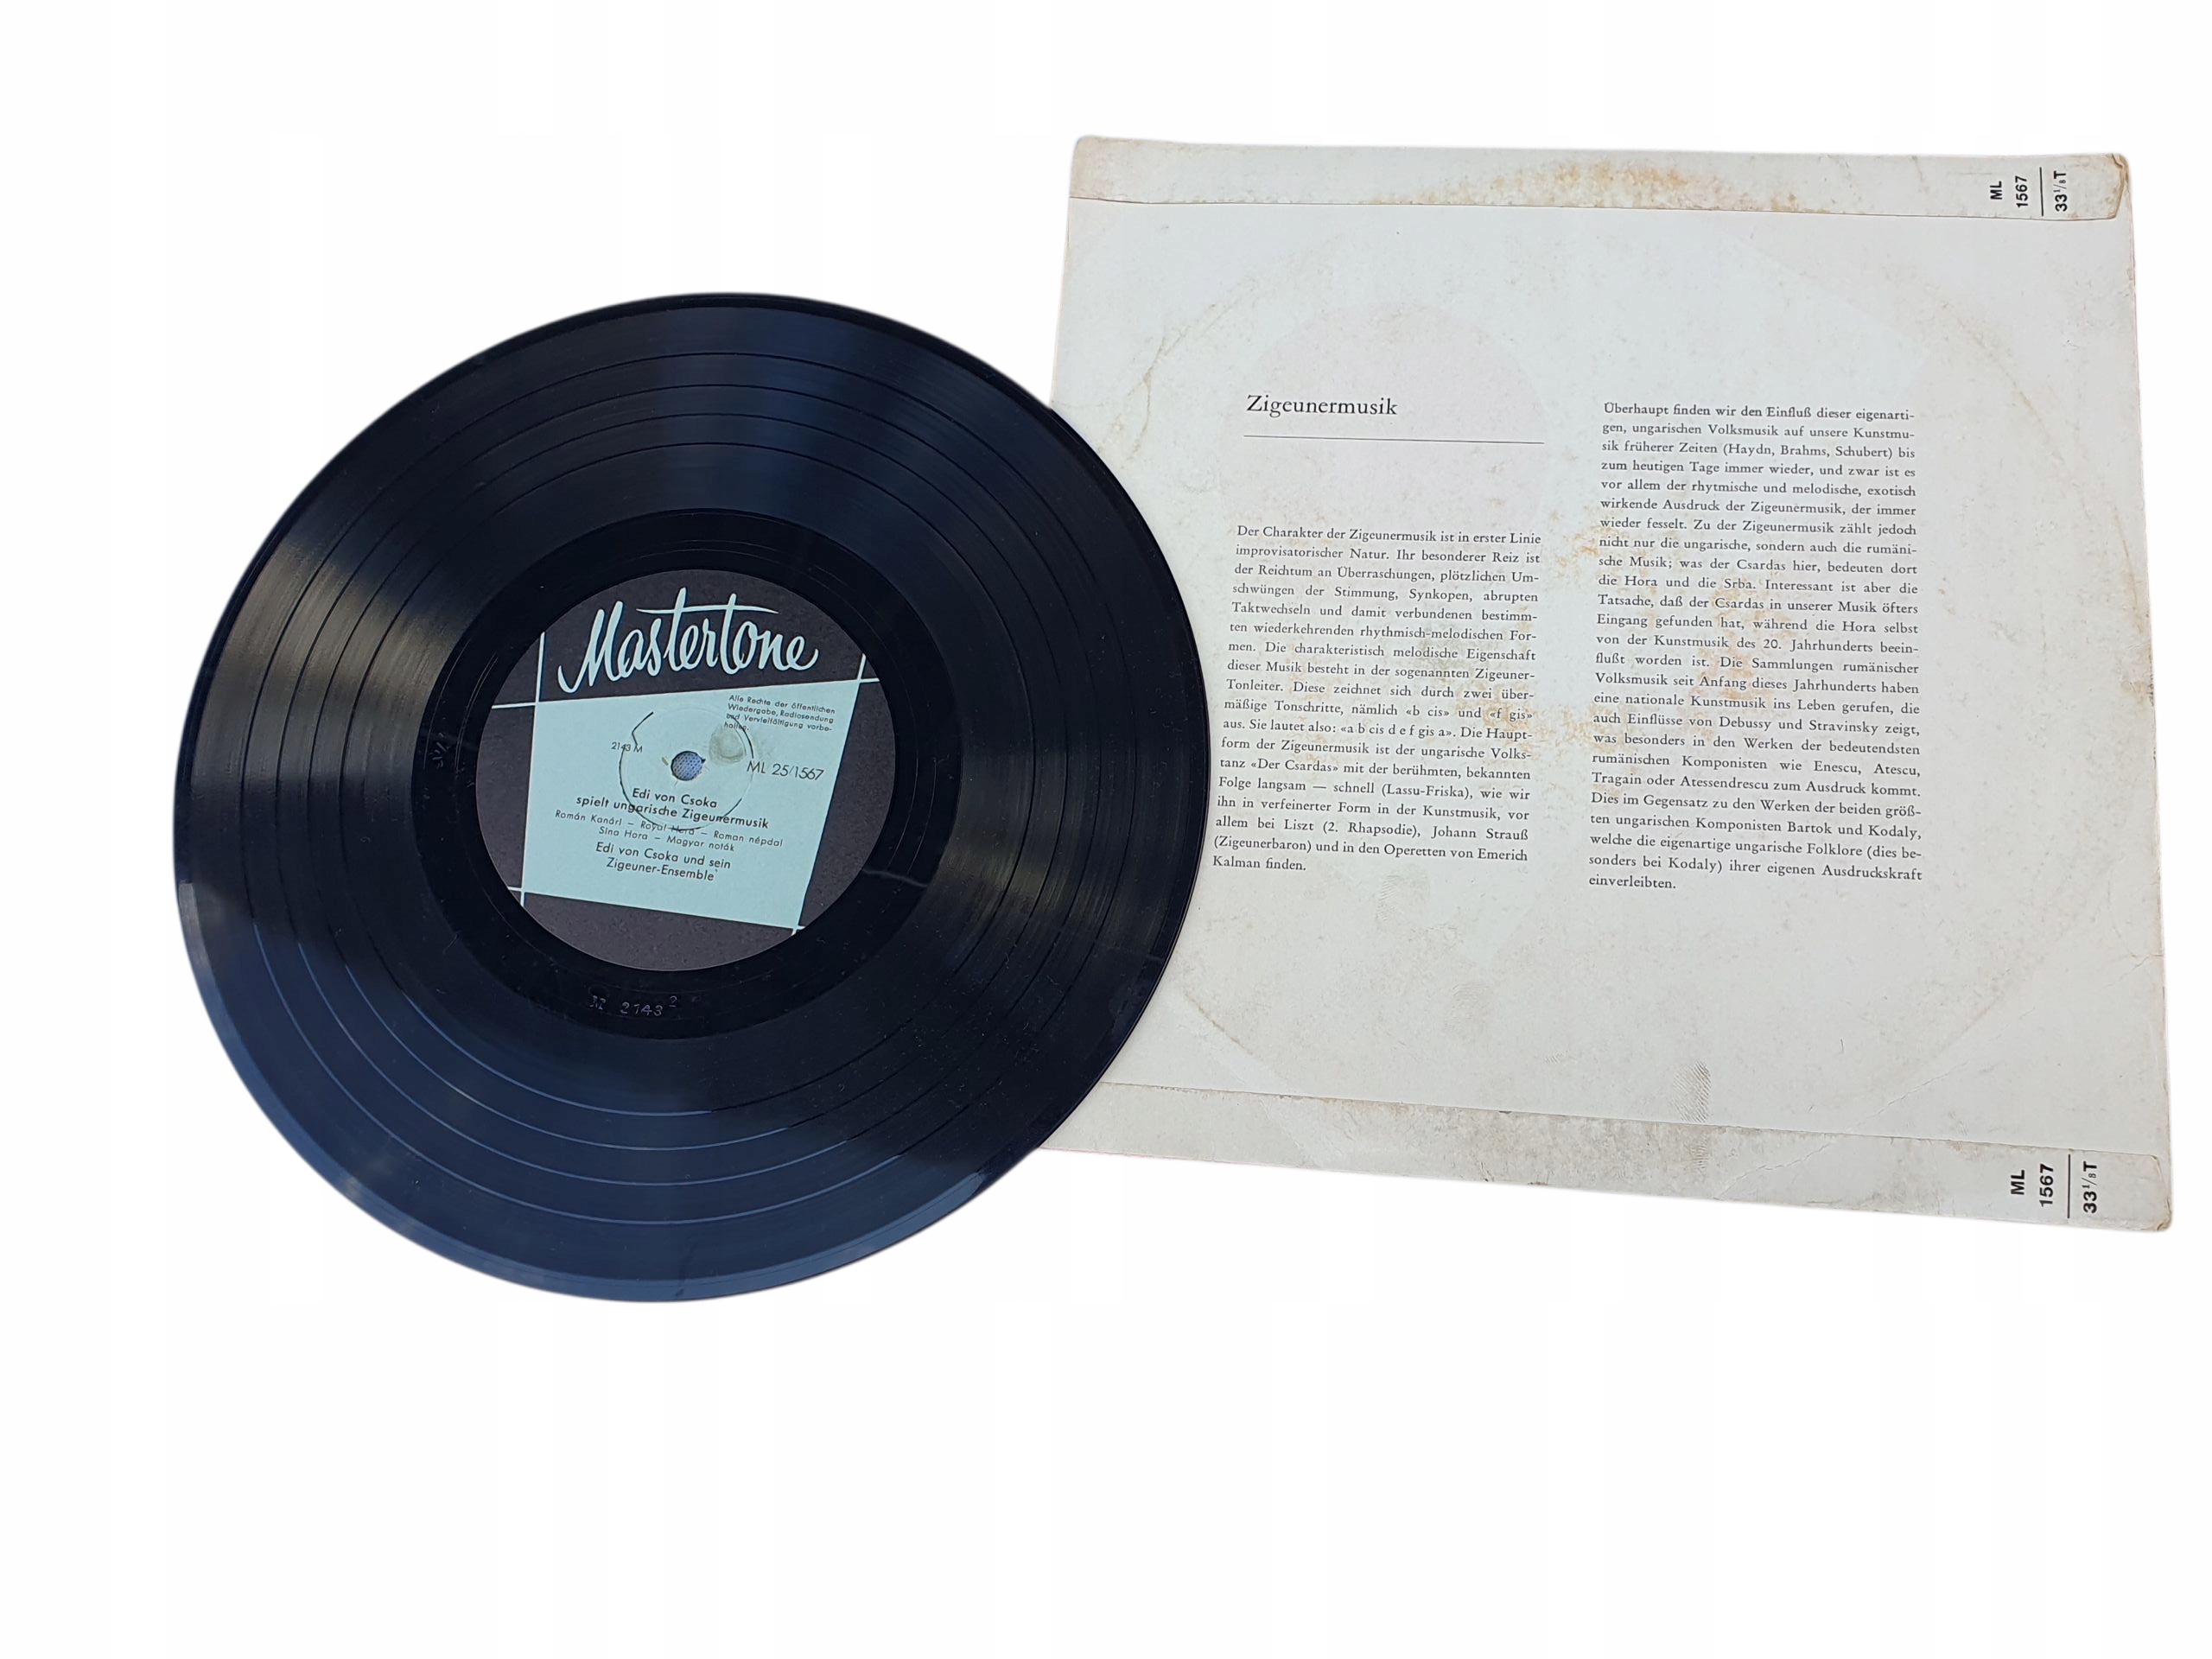 Mastertone
Alle Rechte der öffentlichen
Wiedergabe, Radiosendung
und Vervielfältigung vorbe-
halten.
2143 M
ML 25/1567
Edi von Csoka
spielt ungarische Zigeunermusik
Román Kanári – Royal Hora – Roman népdal
Sina Hora – Magyar noták
Edi von Csoka und sein
Zigeuner-Ensemble
M 2143 2
ML
1567
33⅓T
Zigeunermusik
Der Charakter der Zigeunermusik ist in erster Linie
improvisatorischer Natur. Ihr besonderer Reiz ist
der Reichtum an Überraschungen, plötzlichen Um-
schwüngen der Stimmung, Synkopen, abrupten
Taktwechseln und damit verbundenen bestimm-
ten wiederkehrenden rhythmisch-melodischen For-
men. Die charakteristisch melodische Eigenschaft
dieser Musik besteht in der sogenannten Zigeuner-
Tonleiter. Diese zeichnet sich durch zwei über-
mäßige Tonschritte, nämlich «b cis» und «f gis»
aus. Sie lautet also: «a b cis d e f gis a». Die Haupt-
form der Zigeunermusik ist der ungarische Volks-
tanz «Der Csardas» mit der berühmten, bekannten
Folge langsam — schnell (Lassu-Friska), wie wir
ihn in verfeinerter Form in der Kunstmusik, vor
allem bei Liszt (2. Rhapsodie), Johann Strauß
(Zigeunerbaron) und in den Operetten von Emerich
Kalman finden.
Überhaupt finden wir den Einfluß dieser eigenarti-
gen, ungarischen Volksmusik auf unsere Kunstmu-
sik früherer Zeiten (Haydn, Brahms, Schubert) bis
zum heutigen Tage immer wieder, und zwar ist es
vor allem der rhytmische und melodische, exotisch
wirkende Ausdruck der Zigeunermusik, der immer
wieder fesselt. Zu der Zigeunermusik zählt jedoch
nicht nur die ungarische, sondern auch die rumäni-
sche Musik; was der Csardas hier, bedeuten dort
die Hora und die Srba. Interessant ist aber die
Tatsache, daß der Csardas in unserer Musik öfters
Eingang gefunden hat, während die Hora selbst
von der Kunstmusik des 20. Jahrhunderts beein-
flußt worden ist. Die Sammlungen rumänischer
Volksmusik seit Anfang dieses Jahrhunderts haben
eine nationale Kunstmusik ins Leben gerufen, die
auch Einflüsse von Debussy und Stravinsky zeigt,
was besonders in den Werken der bedeutendsten
rumänischen Komponisten wie Enescu, Atescu,
Tragain oder Atessendrescu zum Ausdruck kommt.
Dies im Gegensatz zu den Werken der beiden größ-
ten ungarischen Komponisten Bartok und Kodaly,
welche die eigenartige ungarische Folklore (dies be-
sonders bei Kodaly) ihrer eigenen Ausdruckskraft
einverleibten.
ML
1567
33⅓T